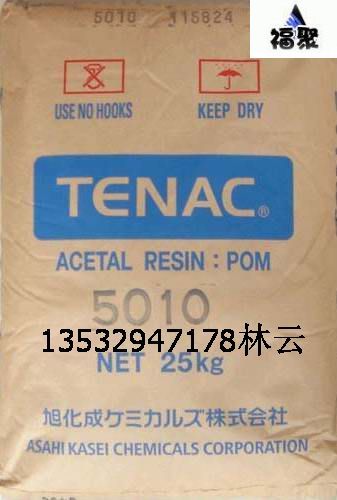 5010 115824
福聚
USE NO HOOKS
KEEP DRY
TENAC®
ACETAL RESIN : POM
5010
13532947178林云
NET 25kg
旭化成ケミカルズ株式会社
ASAHI KASEI CHEMICALS CORPORATION